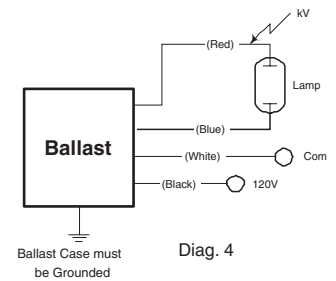 kV
(Red)
Lamp
(Blue)
Ballast
(White)
Com
(Black)
120V
Ballast Case must
be Grounded
Diag. 4